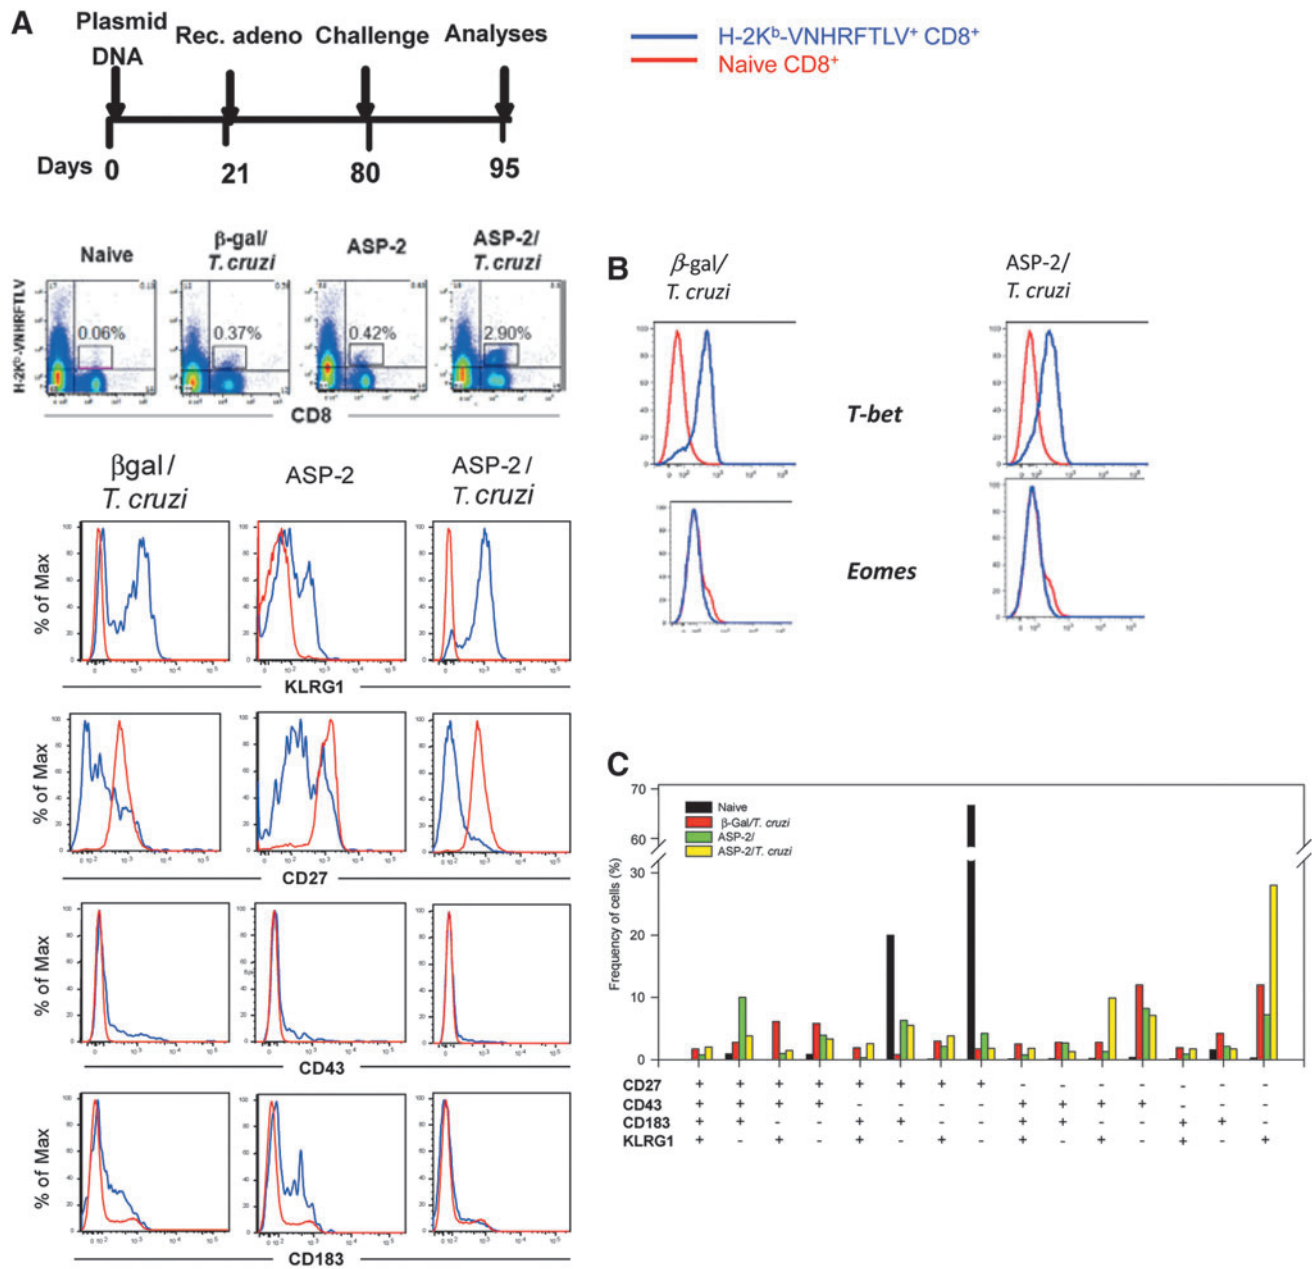 A
Plasmid
DNA
Rec. adeno
Challenge
Analyses
Days 0 21 80 95
H-2Kᵇ-VNHRFTLV⁺ CD8⁺
Naive CD8⁺
Naive
β-gal/
T. cruzi
ASP-2
ASP-2/
T. cruzi
H-2Kᵇ-VNHRFTLV
0.06%
0.37%
0.42%
2.90%
CD8
βgal/
T. cruzi
ASP-2
ASP-2/
T. cruzi
% of Max
KLRG1
% of Max
CD27
% of Max
CD43
% of Max
CD183
B
β-gal/
T. cruzi
ASP-2/
T. cruzi
T-bet
Eomes
C
Naive
β-Gal/T. cruzi
ASP-2/
ASP-2/T. cruzi
Frequency of cells (%)
70
60
30
20
10
0
CD27 + + + + + + + + - - - - - - -
CD43 + + + + - - - - + + + + - - -
CD183 + + - - + + - - + + - - + + -
KLRG1 + - + - + - + - + - + - + - +